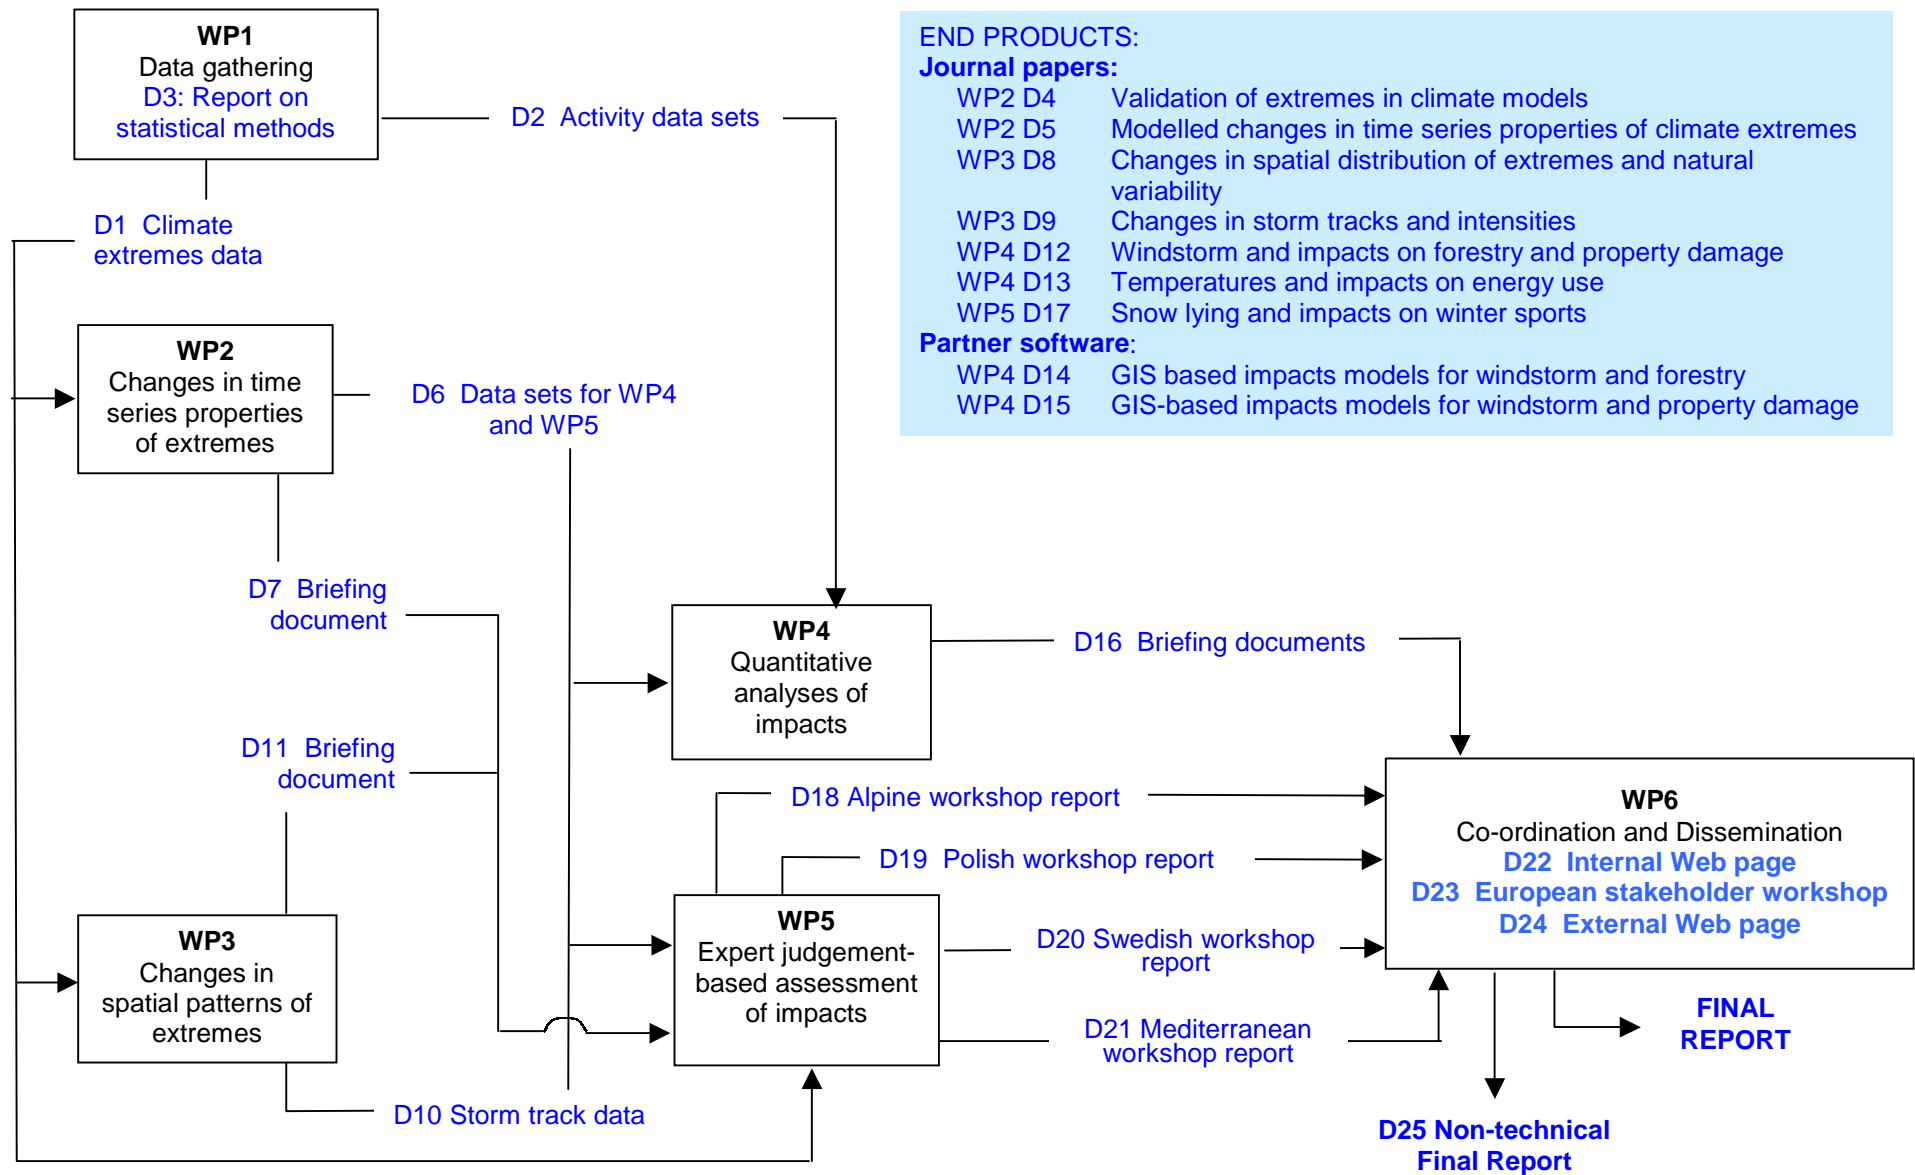 WP1
Data gathering
D3: Report on
statistical methods
D2 Activity data sets
END PRODUCTS:
Journal papers:
WP2 D4 Validation of extremes in climate models
WP2 D5 Modelled changes in time series properties of climate extremes
WP3 D8 Changes in spatial distribution of extremes and natural
variability
WP3 D9 Changes in storm tracks and intensities
WP4 D12 Windstorm and impacts on forestry and property damage
WP4 D13 Temperatures and impacts on energy use
WP5 D17 Snow lying and impacts on winter sports
Partner software:
WP4 D14 GIS based impacts models for windstorm and forestry
WP4 D15 GIS-based impacts models for windstorm and property damage
D1 Climate
extremes data
WP2
Changes in time
series properties
of extremes
D6 Data sets for WP4
and WP5
D7 Briefing
document
WP4
Quantitative
analyses of
impacts
D16 Briefing documents
D11 Briefing
document
D18 Alpine workshop report
D19 Polish workshop report
WP6
Co-ordination and Dissemination
D22 Internal Web page
D23 European stakeholder workshop
D24 External Web page
WP3
Changes in
spatial patterns of
extremes
WP5
Expert judgement-
based assessment
of impacts
D20 Swedish workshop
report
D21 Mediterranean
workshop report
FINAL
REPORT
D10 Storm track data
D25 Non-technical
Final Report